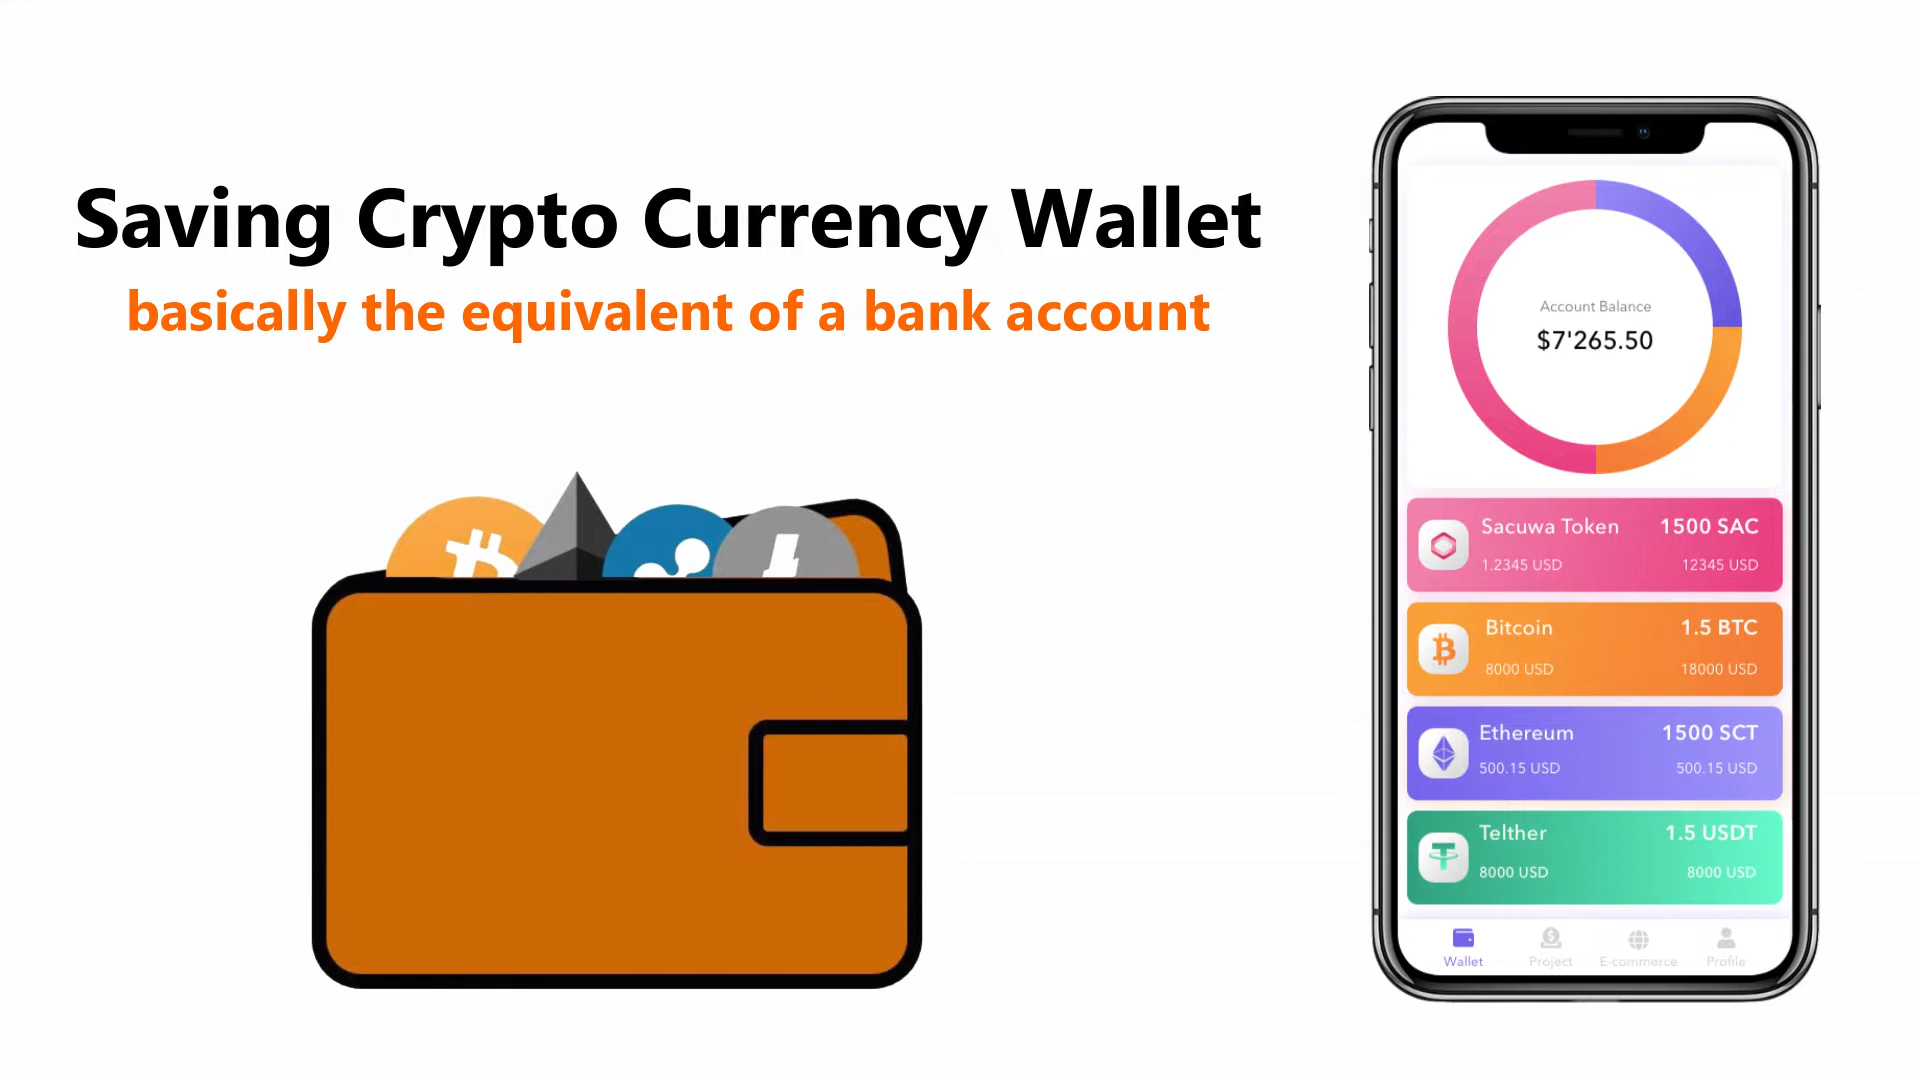 Saving Crypto Currency Wallet
basically the equivalent of a bank account
Account Balance
$7'265.50
Sacuwa Token 1500 SAC
1.2345 USD 12345 USD
Bitcoin 1.5 BTC
8000 USD 18000 USD
Ethereum 1500 SCT
500.15 USD 500.15 USD
Telther 1.5 USDT
8000 USD 8000 USD
Wallet Project E-commerce Profile